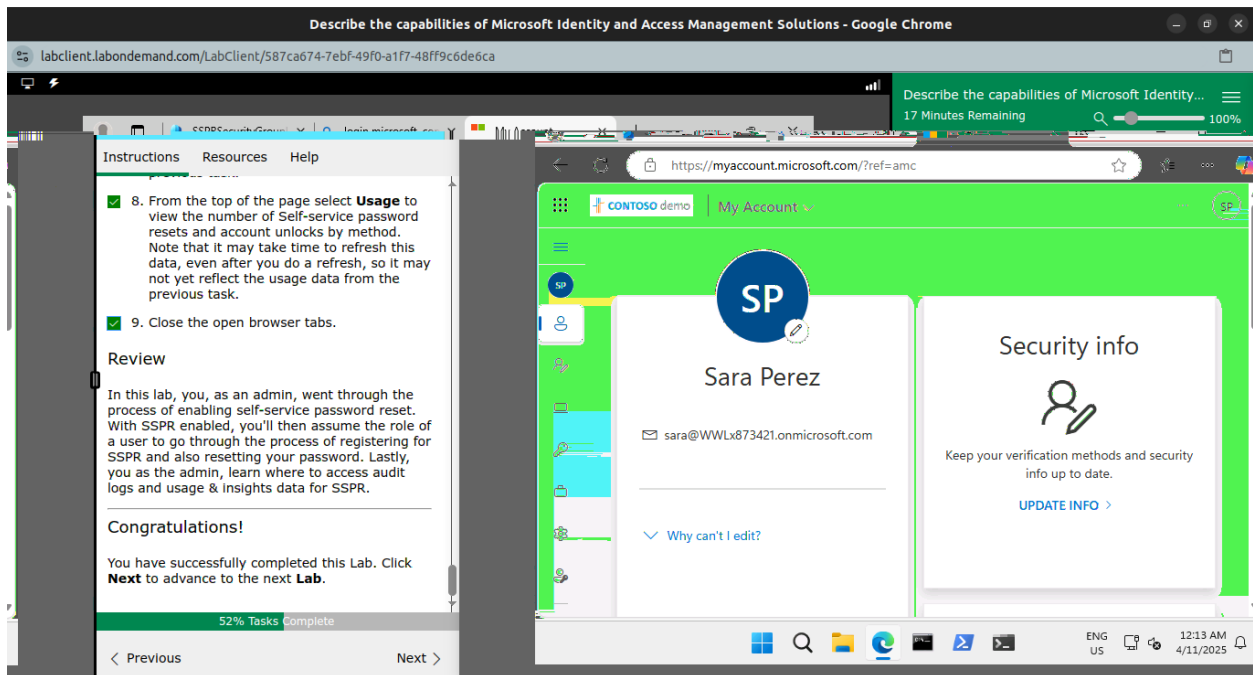 Describe the capabilities of Microsoft Identity and Access Management Solutions - Google Chrome
labclient.labondemand.com/LabClient/587ca674-7ebf-49f0-a1f7-48ff9c6de6ca
Describe the capabilities of Microsoft Identity...
17 Minutes Remaining
100%
Instructions Resources Help
previous task.
8. From the top of the page select Usage to
view the number of Self-service password
resets and account unlocks by method.
Note that it may take time to refresh this
data, even after you do a refresh, so it may
not yet reflect the usage data from the
previous task.
9. Close the open browser tabs.
Review
In this lab, you, as an admin, went through the
process of enabling self-service password reset.
With SSPR enabled, you'll then assume the role of
a user to go through the process of registering for
SSPR and also resetting your password. Lastly,
you as the admin, learn where to access audit
logs and usage & insights data for SSPR.
Congratulations!
You have successfully completed this Lab. Click
Next to advance to the next Lab.
52% Tasks Complete
< Previous
Next >
https://myaccount.microsoft.com/?ref=amc
CONTOSO demo
My Account
SP
SP
SP
Sara Perez
sara@WWLx873421.onmicrosoft.com
Why can't I edit?
Security info
Keep your verification methods and security
info up to date.
UPDATE INFO >
ENG
US
12:13 AM
4/11/2025